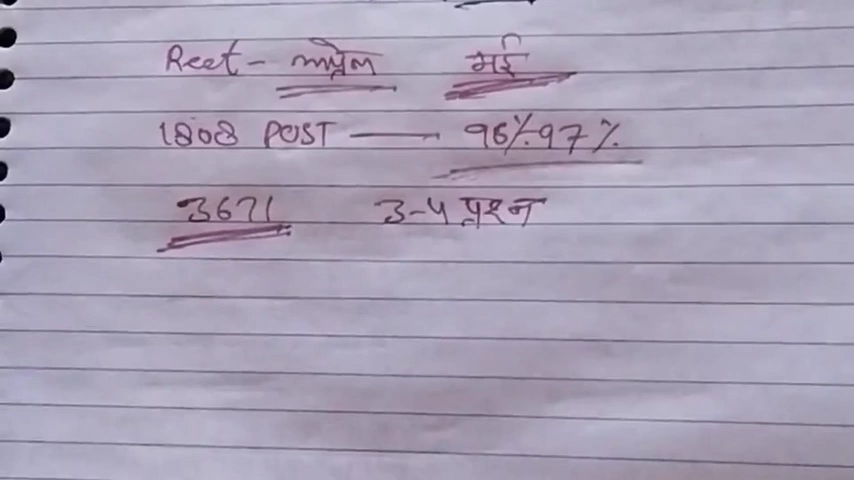 Reet - अप्रेल मई
1808 POST — 96%-97%
3671 3-4 प्रश्न